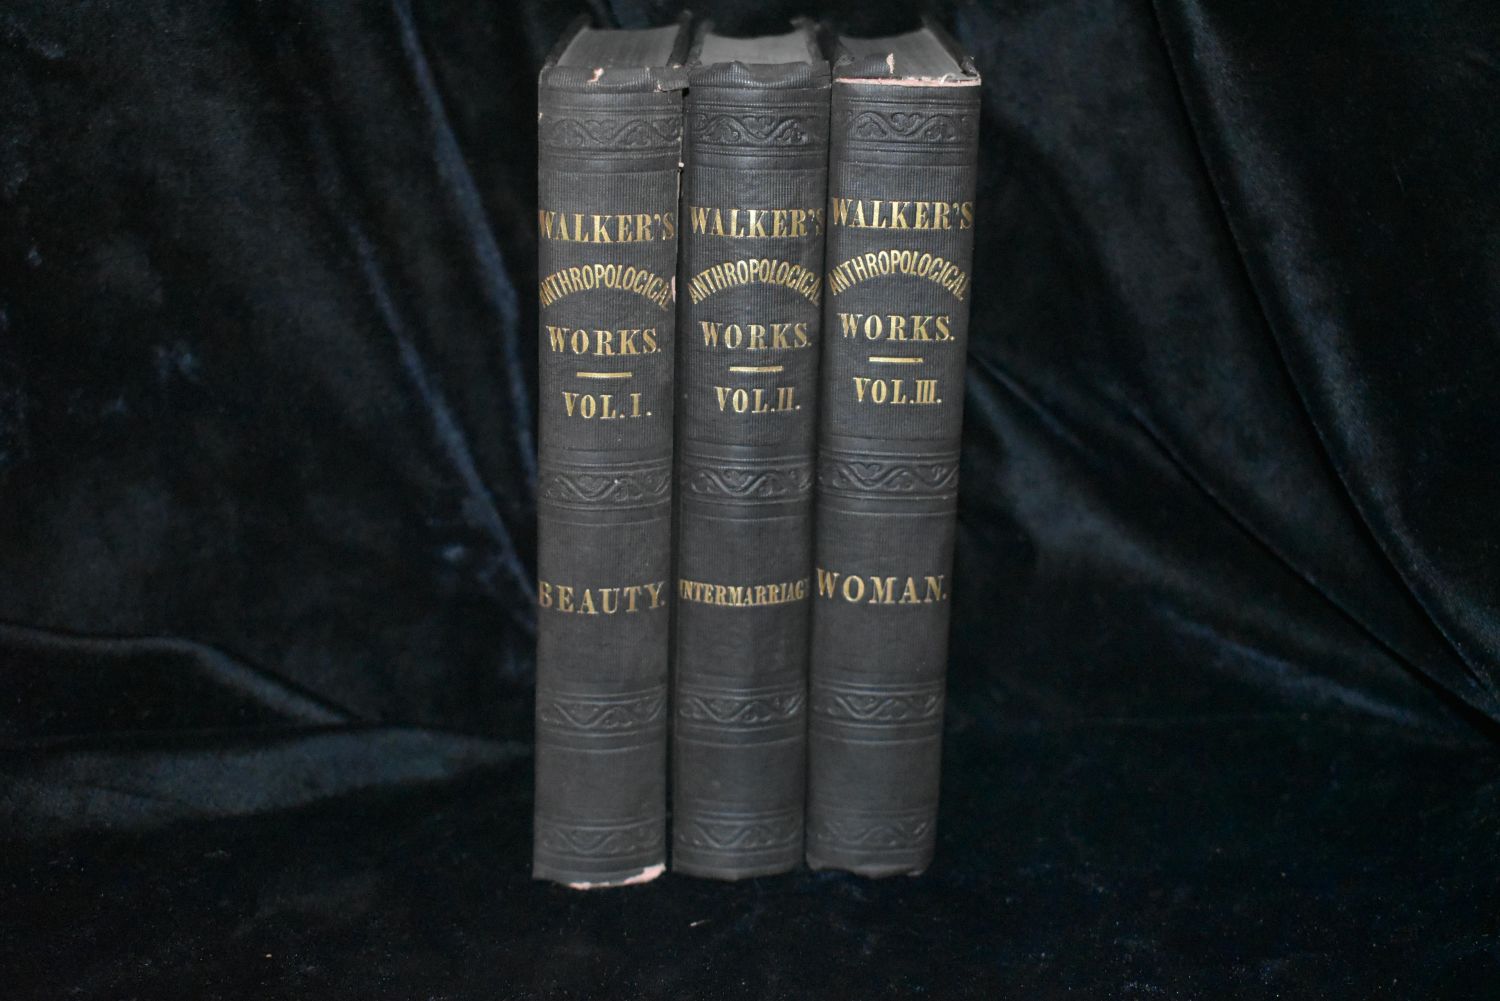 WALKER'S
ANTHROPOLOGICAL
WORKS.
VOL. I.
BEAUTY.
WALKER'S
ANTHROPOLOGICAL
WORKS.
VOL. II.
INTERMARRIAGE
WALKER'S
ANTHROPOLOGICAL
WORKS.
VOL. III.
WOMAN.